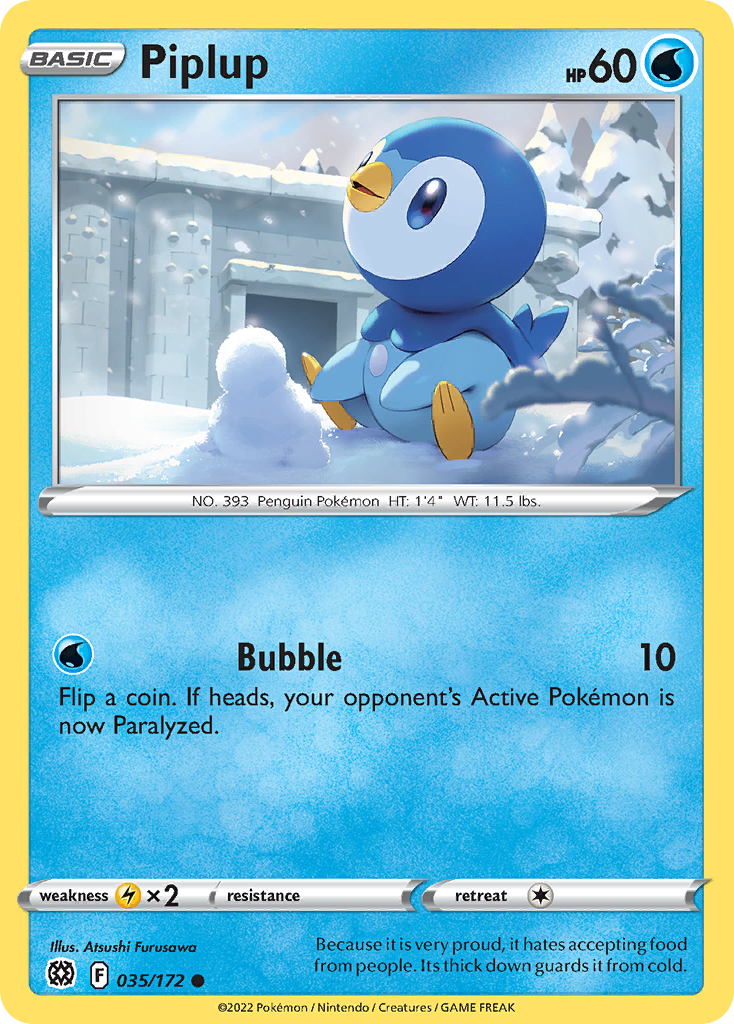 BASIC Piplup HP60
NO. 393 Penguin Pokémon HT: 1'4" WT: 11.5 lbs.
Bubble 10
Flip a coin. If heads, your opponent's Active Pokémon is
now Paralyzed.
weakness ×2 resistance retreat
Illus. Atsushi Furusawa
Because it is very proud, it hates accepting food
from people. Its thick down guards it from cold.
F 035/172
©2022 Pokémon / Nintendo / Creatures / GAME FREAK